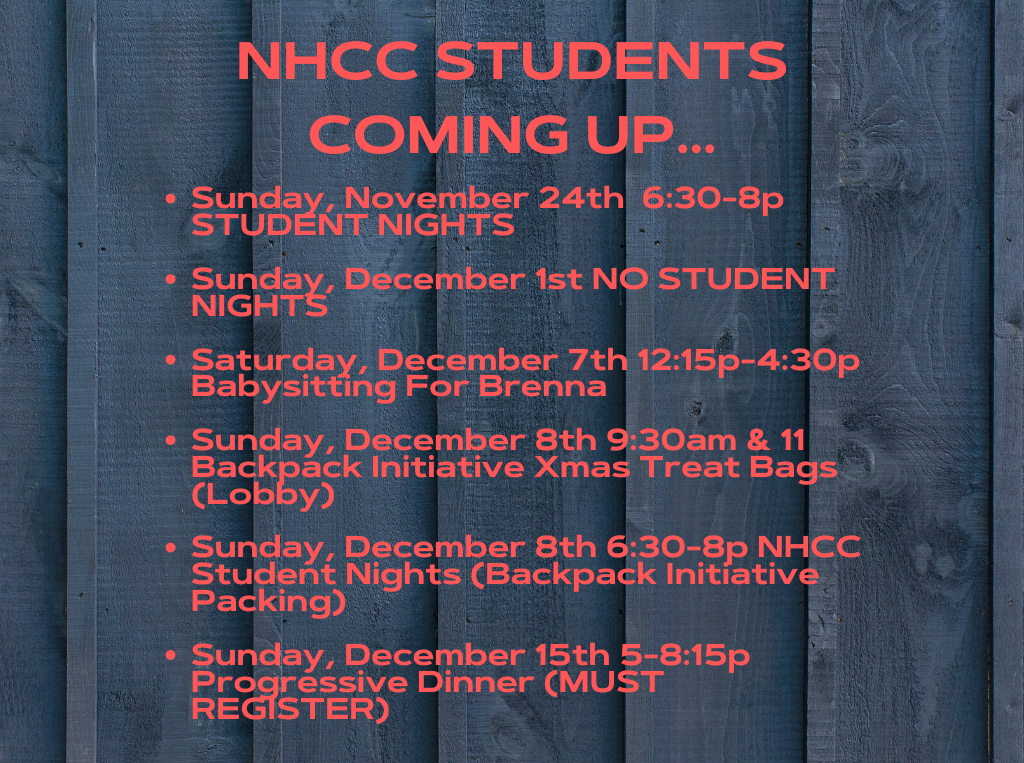 NHCC STUDENTS
COMING UP...
• Sunday, November 24th  6:30-8p
STUDENT NIGHTS
• Sunday, December 1st NO STUDENT
NIGHTS
• Saturday, December 7th 12:15p-4:30p
Babysitting For Brenna
• Sunday, December 8th 9:30am & 11
Backpack Initiative Xmas Treat Bags
(Lobby)
• Sunday, December 8th 6:30-8p NHCC
Student Nights (Backpack Initiative
Packing)
• Sunday, December 15th 5-8:15p
Progressive Dinner (MUST
REGISTER)